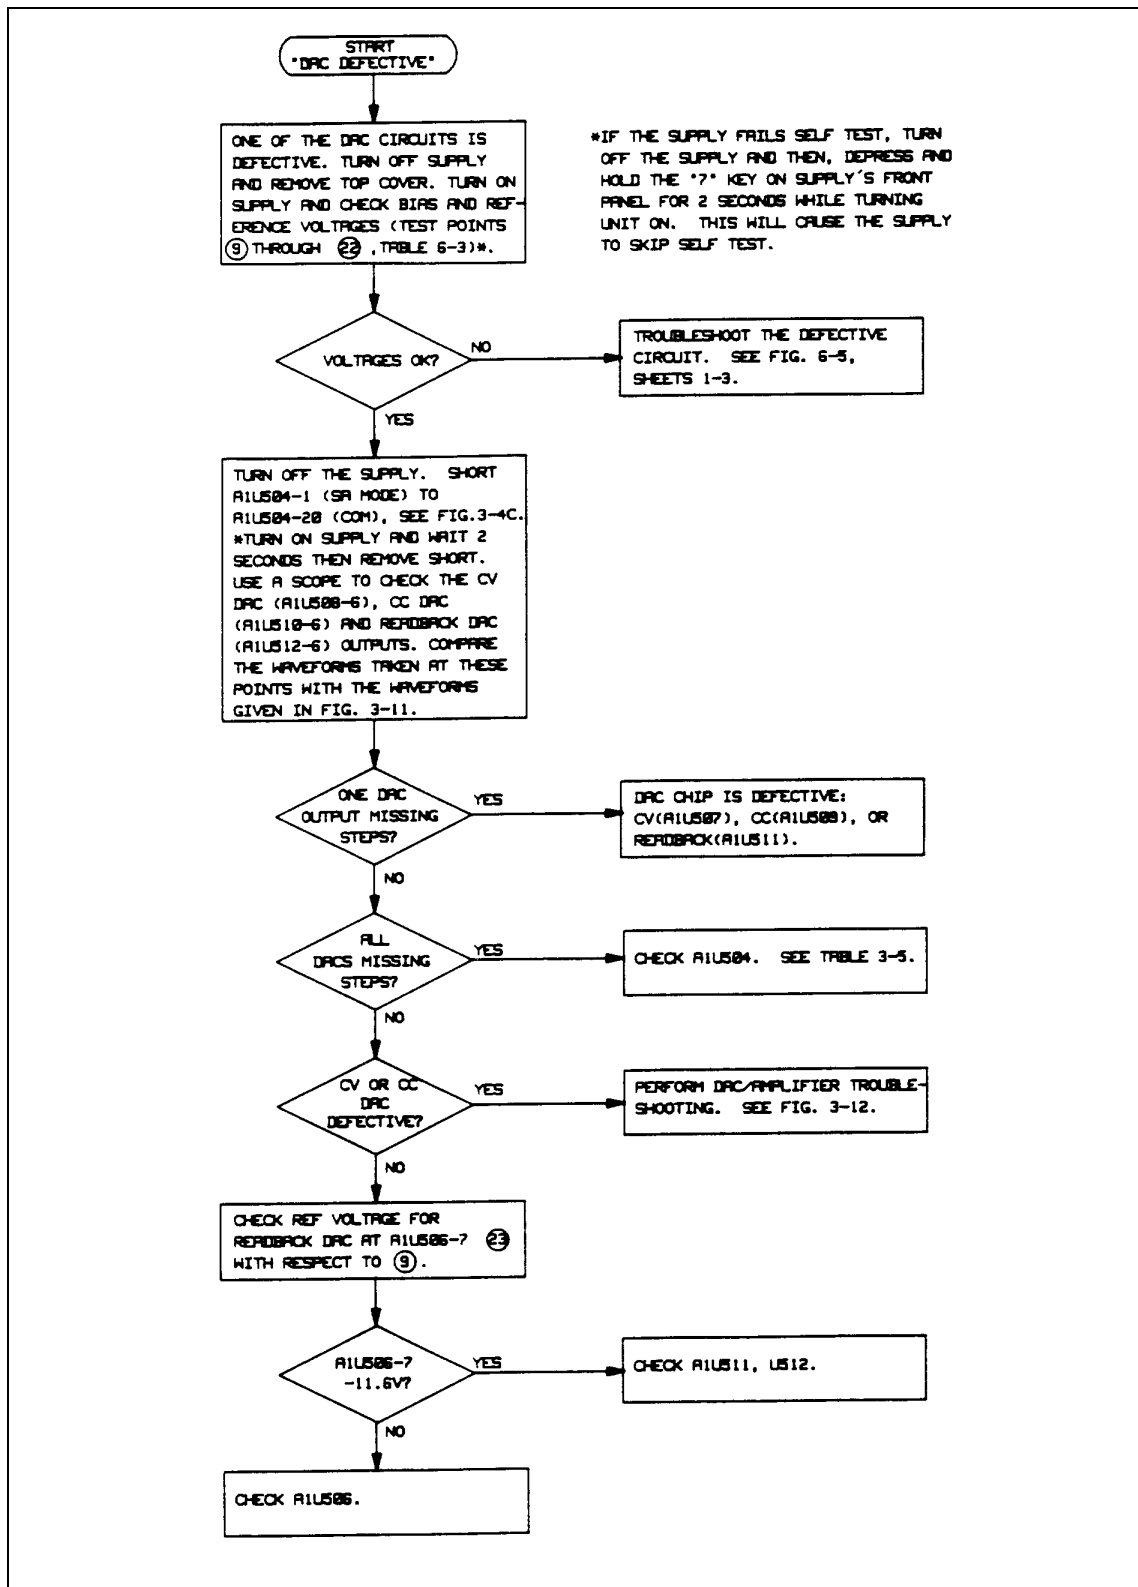 START
"DAC DEFECTIVE"
ONE OF THE DAC CIRCUITS IS
DEFECTIVE. TURN OFF SUPPLY
AND REMOVE TOP COVER. TURN ON
SUPPLY AND CHECK BIAS AND REF-
ERENCE VOLTAGES (TEST POINTS
9 THROUGH 22, TABLE 6-3)*.
*IF THE SUPPLY FAILS SELF TEST, TURN
OFF THE SUPPLY AND THEN, DEPRESS AND
HOLD THE "7" KEY ON SUPPLY'S FRONT
PANEL FOR 2 SECONDS WHILE TURNING
UNIT ON. THIS WILL CAUSE THE SUPPLY
TO SKIP SELF TEST.
VOLTAGES OK?
NO
TROUBLESHOOT THE DEFECTIVE
CIRCUIT. SEE FIG. 6-5,
SHEETS 1-3.
YES
TURN OFF THE SUPPLY. SHORT
A1U504-1 (SA MODE) TO
A1U504-20 (COM), SEE FIG.3-4C.
*TURN ON SUPPLY AND WAIT 2
SECONDS THEN REMOVE SHORT.
USE A SCOPE TO CHECK THE CV
DAC (A1U508-6), CC DAC
(A1U510-6) AND READBACK DAC
(A1U512-6) OUTPUTS. COMPARE
THE WAVEFORMS TAKEN AT THESE
POINTS WITH THE WAVEFORMS
GIVEN IN FIG. 3-11.
ONE DAC
OUTPUT MISSING
STEPS?
YES
DAC CHIP IS DEFECTIVE:
CV(A1U507), CC(A1U509), OR
READBACK(A1U511).
NO
ALL
DACS MISSING
STEPS?
YES
CHECK A1U504. SEE TABLE 3-5.
NO
CV OR CC
DAC
DEFECTIVE?
YES
PERFORM DAC/AMPLIFIER TROUBLE-
SHOOTING. SEE FIG. 3-12.
NO
CHECK REF VOLTAGE FOR
READBACK DAC AT A1U506-7 23
WITH RESPECT TO 9.
A1U506-7
-11.6V?
YES
CHECK A1U511, U512.
NO
CHECK A1U506.